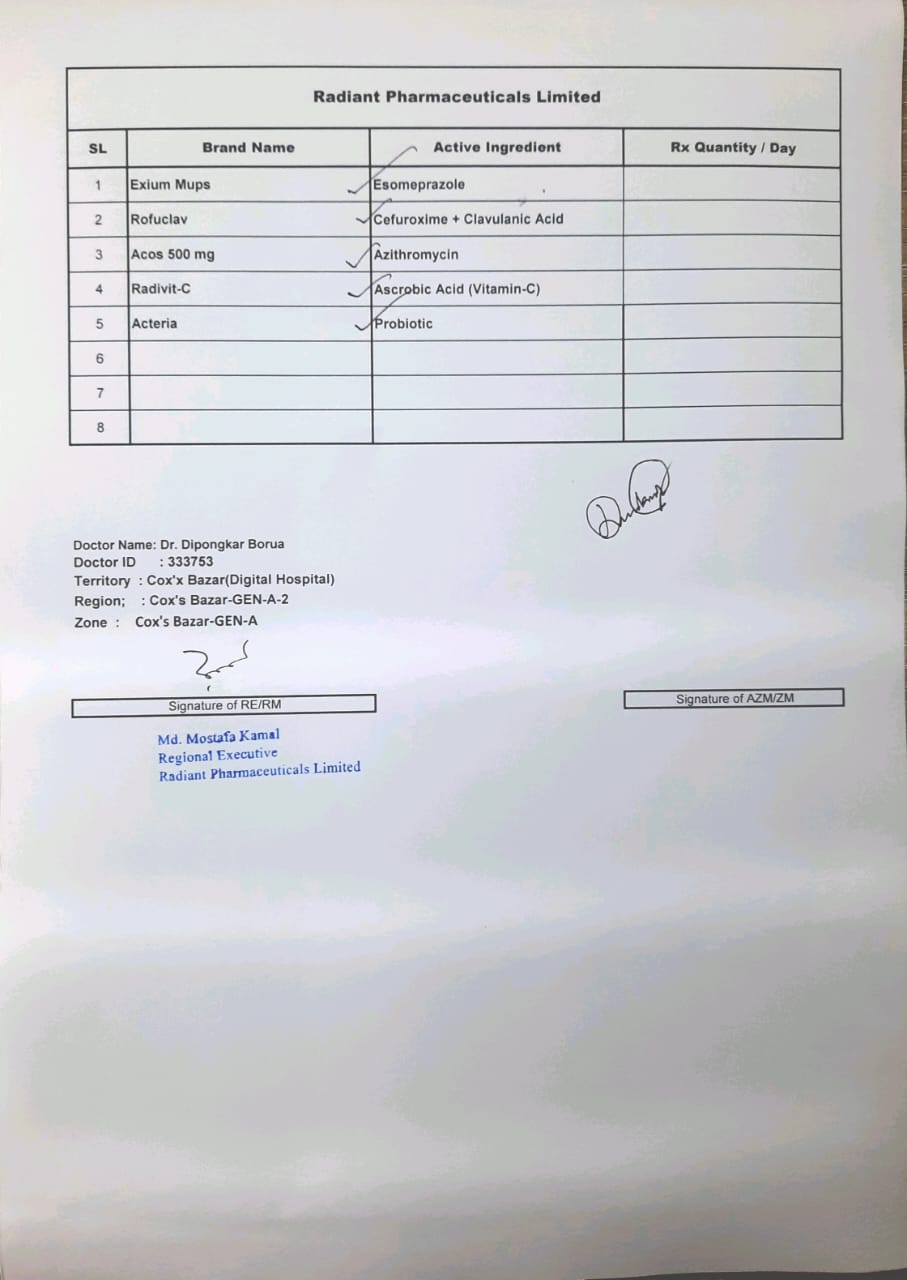 Radiant Pharmaceuticals Limited
SL Brand Name Active Ingredient Rx Quantity / Day
1 Exium Mups Esomeprazole
2 Rofuclav Cefuroxime + Clavulanic Acid
3 Acos 500 mg Azithromycin
4 Radivit-C Ascrobic Acid (Vitamin-C)
5 Acteria Probiotic
6
7
8
Doctor Name: Dr. Dipongkar Borua
Doctor ID : 333753
Territory : Cox'x Bazar(Digital Hospital)
Region; : Cox's Bazar-GEN-A-2
Zone : Cox's Bazar-GEN-A
Signature of RE/RM Signature of AZM/ZM
Md. Mostafa Kamal
Regional Executive
Radiant Pharmaceuticals Limited